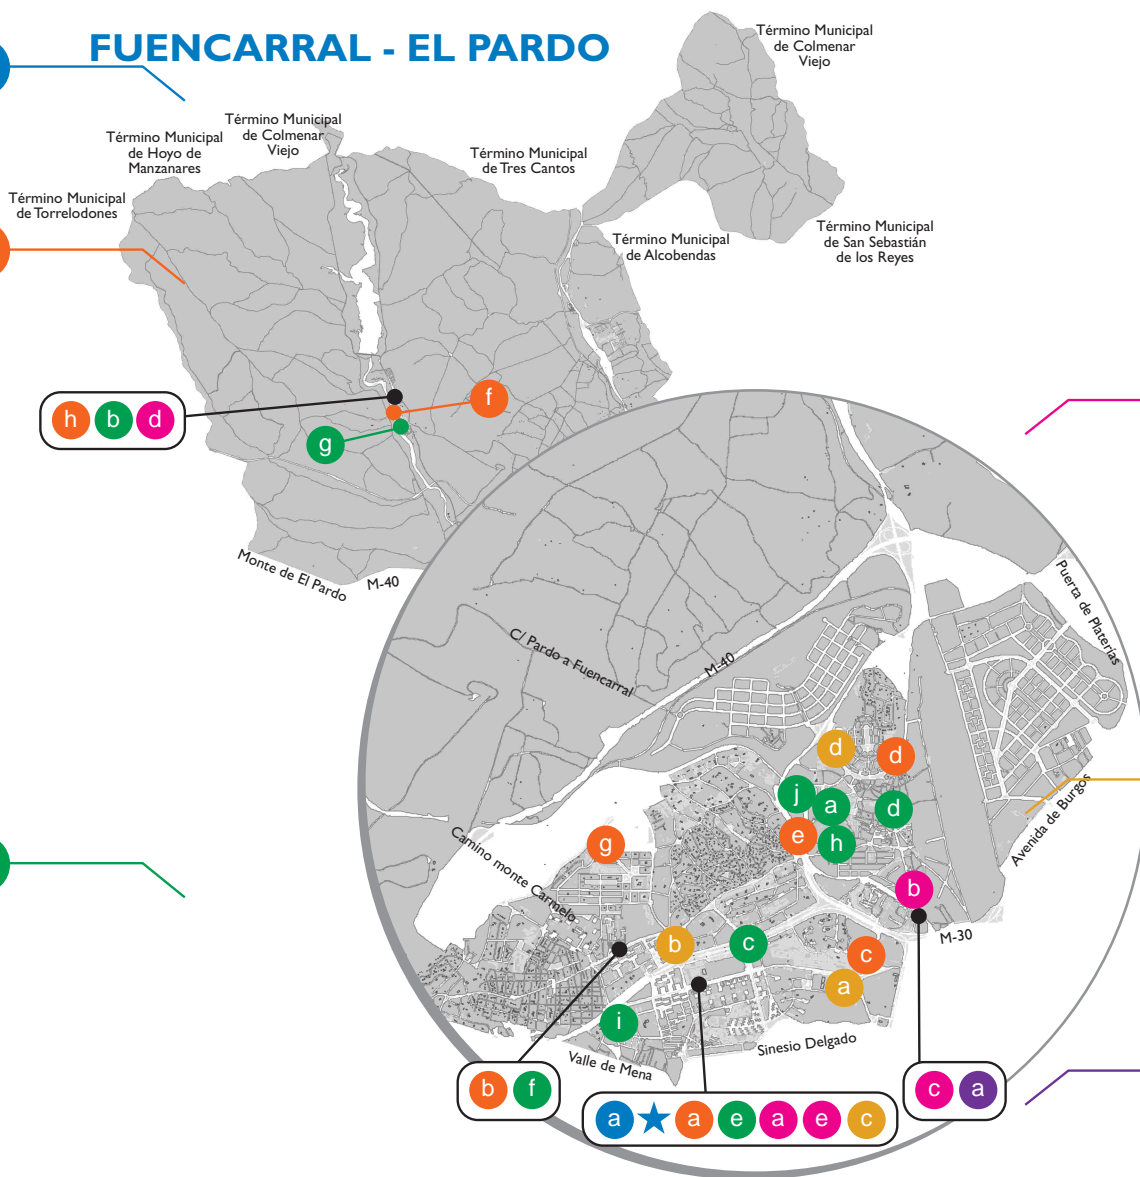 FUENCARRAL - EL PARDO
Término Municipal
de Colmenar
Viejo
Término Municipal
de Colmenar
Viejo
Término Municipal
de Hoyo de
Manzanares
Término Municipal
de Tres Cantos
Término Municipal
de Torrelodones
Término Municipal
de San Sebastián
de los Reyes
Término Municipal
de Alcobendas
h b d
f
g
Monte de El Pardo
M-40
Puerta de Platerías
C/ Pardo a Fuencarral
M-40
d
d
j
a
d
e
h
g
Avenida de Burgos
Camino monte Carmelo
b
M-30
b
c
c
a
i
Sinesio Delgado
Valle de Mena
b f
a a e a e c
c a